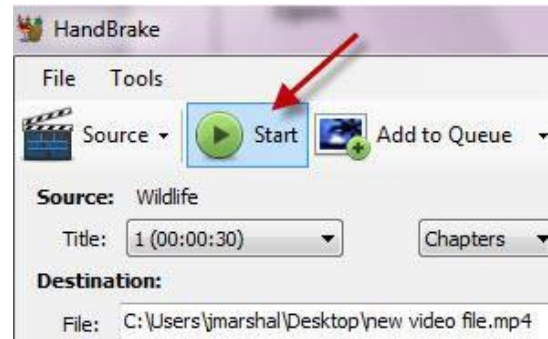 HandBrake
File Tools
Source Start Add to Queue
Source: Wildlife
Title: 1 (00:00:30) Chapters
Destination:
File: C:\Users\jmarshal\Desktop\new video file.mp4